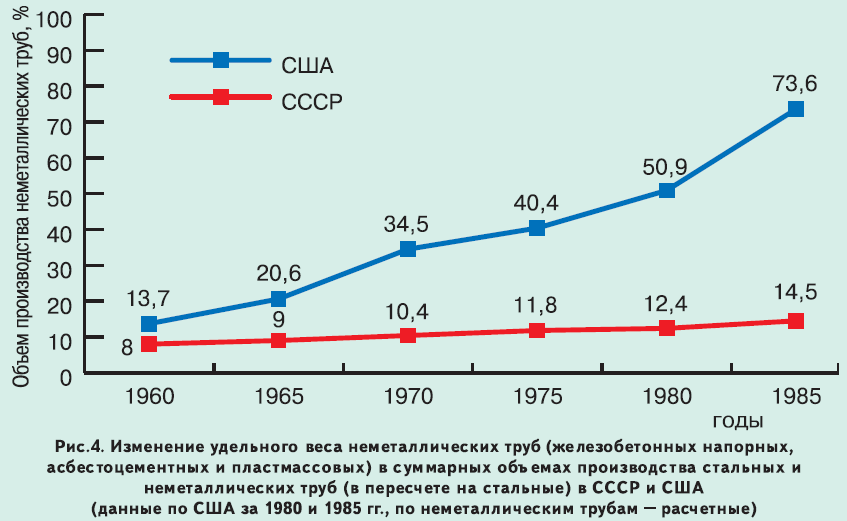 Объем производства неметаллических труб, %
100
90
80
70
60
50
40
30
20
10
0
США
СССР
13,7
20,6
34,5
40,4
50,9
73,6
8
9
10,4
11,8
12,4
14,5
1960 1965 1970 1975 1980 1985
годы
Рис.4. Изменение удельного веса неметаллических труб (железобетонных напорных,
асбестоцементных и пластмассовых) в суммарных объемах производства стальных и
неметаллических труб (в пересчете на стальные) в СССР и США
(данные по США за 1980 и 1985 гг., по неметаллическим трубам — расчетные)